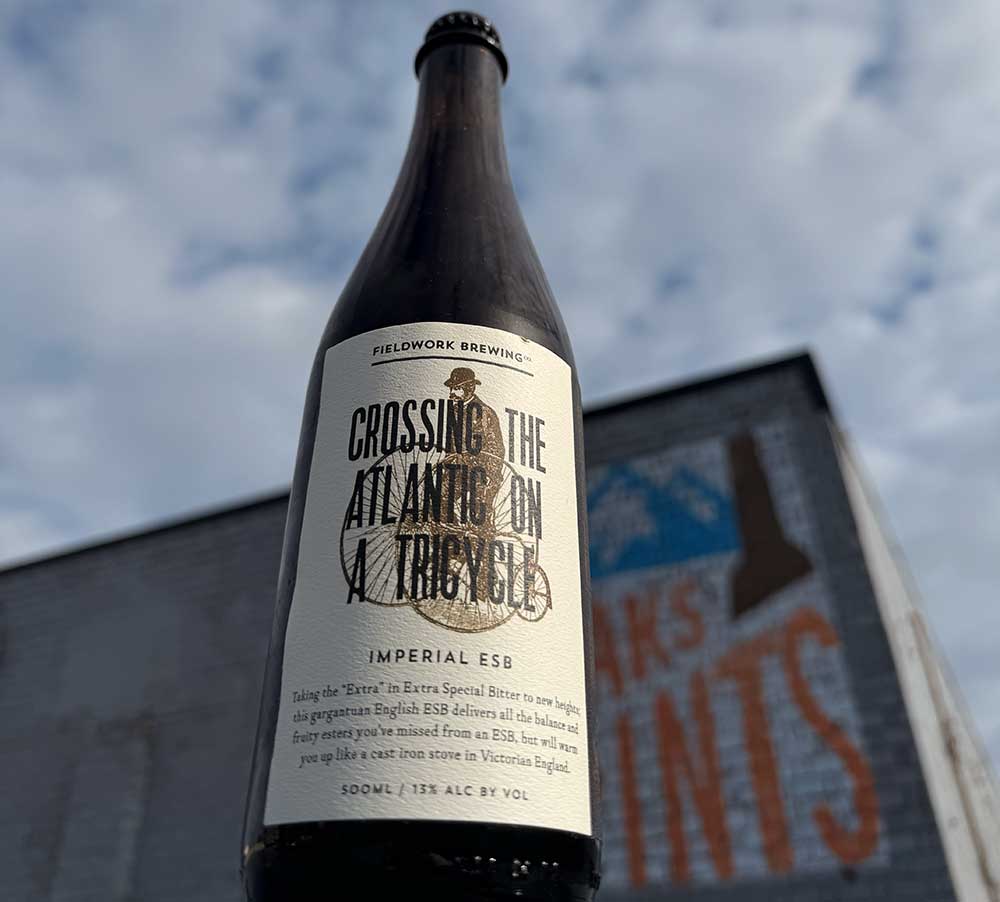 FIELDWORK BREWING CO.
CROSSING THE
ATLANTIC ON
A TRICYCLE
IMPERIAL ESB
Taking the "Extra" in Extra Special Bitter to new heights;
this gargantuan English ESB delivers all the balance and
fruity esters you've missed from an ESB, but will warm
you up like a cast iron stove in Victorian England.
500ML / 13% ALC BY VOL
AKS
INTS